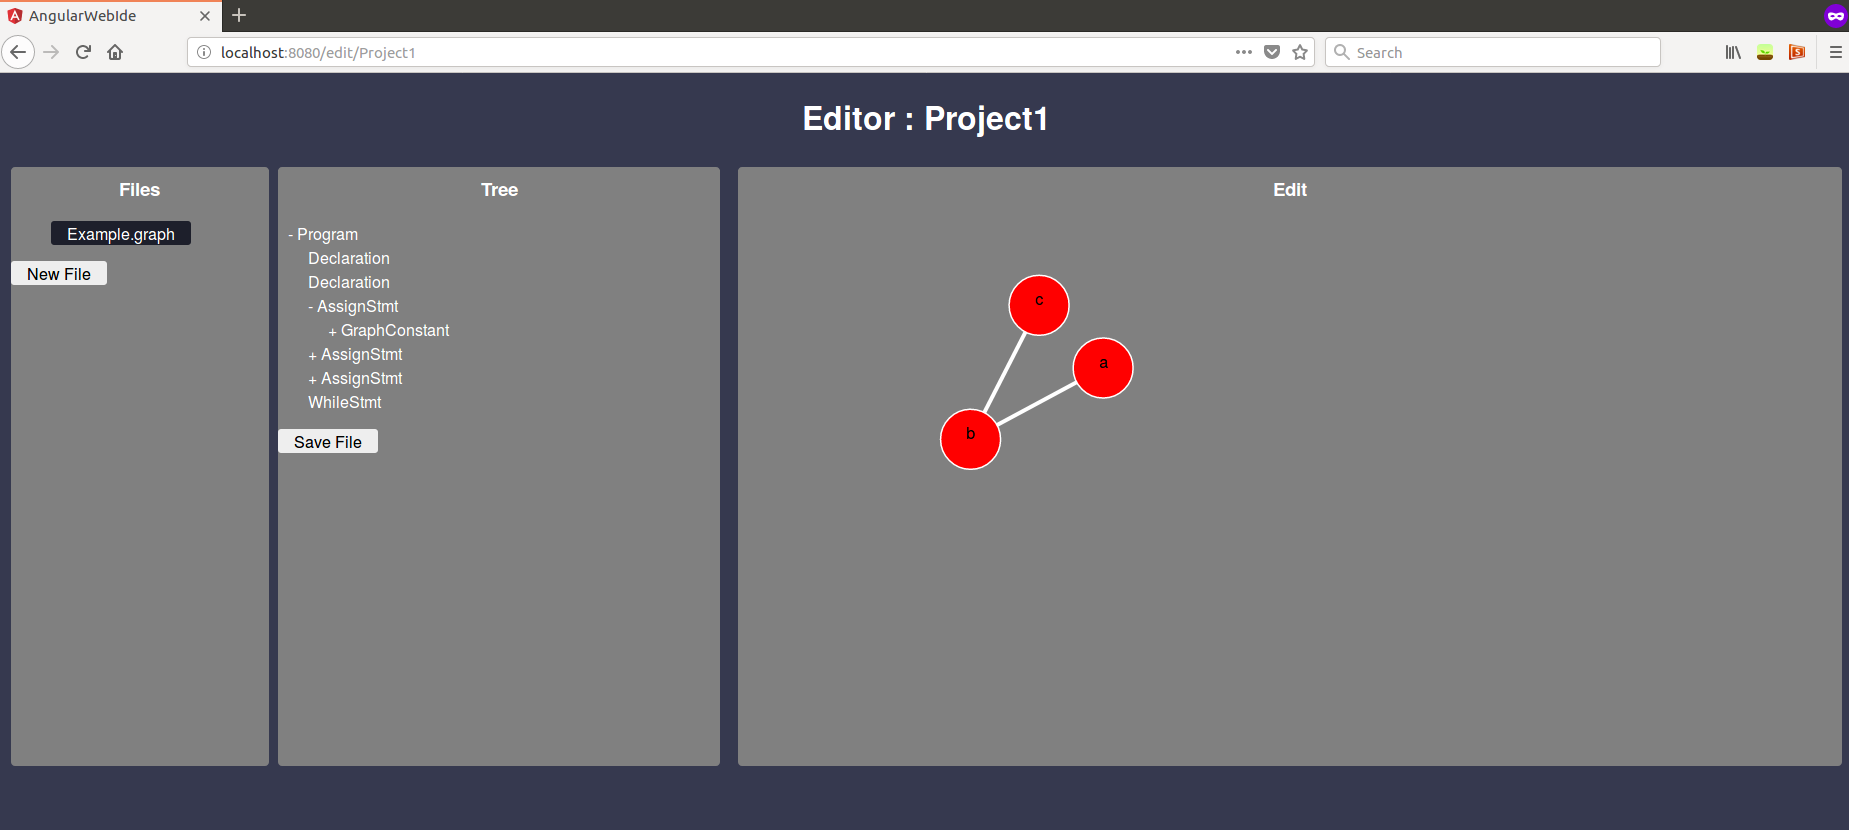 AngularWebIde
localhost:8080/edit/Project1
Search
Editor : Project1
Files
Example.graph
New File
Tree
- Program
Declaration
Declaration
- AssignStmt
+ GraphConstant
+ AssignStmt
+ AssignStmt
WhileStmt
Save File
Edit
c
a
b